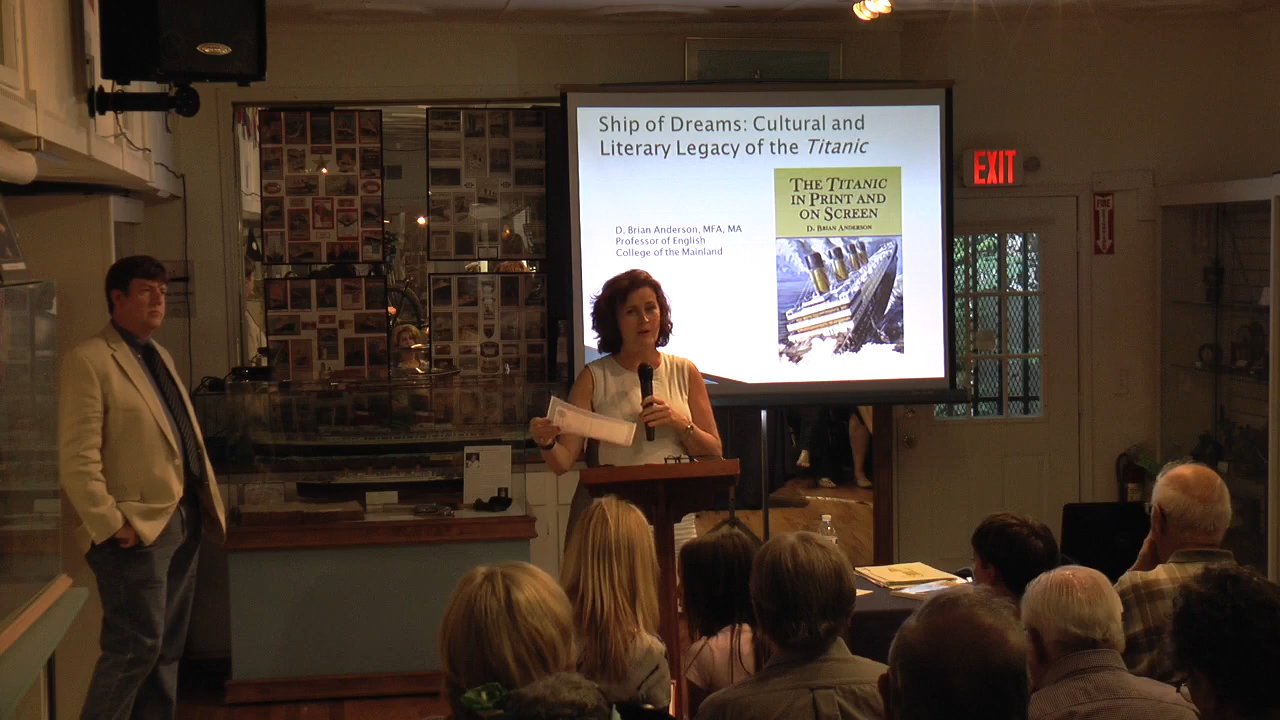 Ship of Dreams: Cultural and
Literary Legacy of the Titanic
THE TITANIC
IN PRINT AND
ON SCREEN
D. BRIAN ANDERSON
D. Brian Anderson, MFA, MA
Professor of English
College of the Mainland
EXIT
FIRE